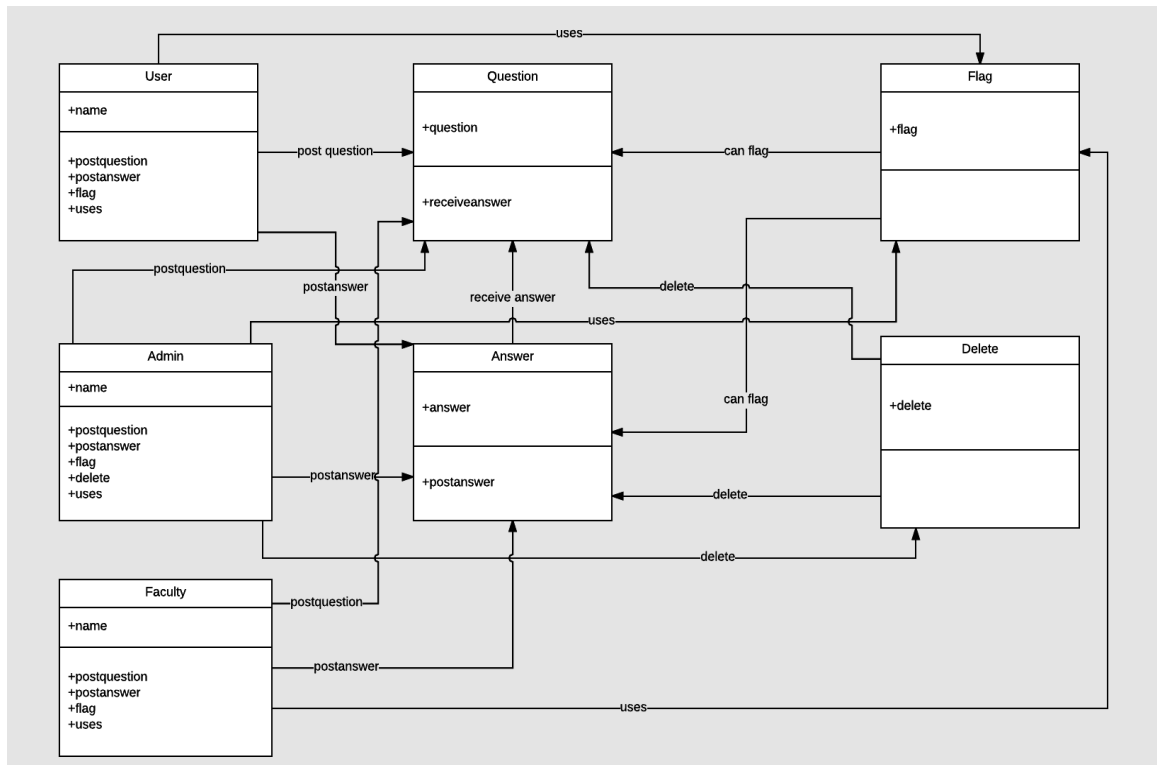 uses
User
+name
+postquestion
+postanswer
+flag
+uses
post question
Question
+question
+receiveanswer
can flag
Flag
+flag
postquestion
postanswer
receive answer
delete
uses
Admin
+name
+postquestion
+postanswer
+flag
+delete
+uses
postanswer
Answer
+answer
+postanswer
can flag
delete
Delete
+delete
delete
Faculty
+name
+postquestion
+postanswer
+flag
+uses
postquestion
postanswer
uses